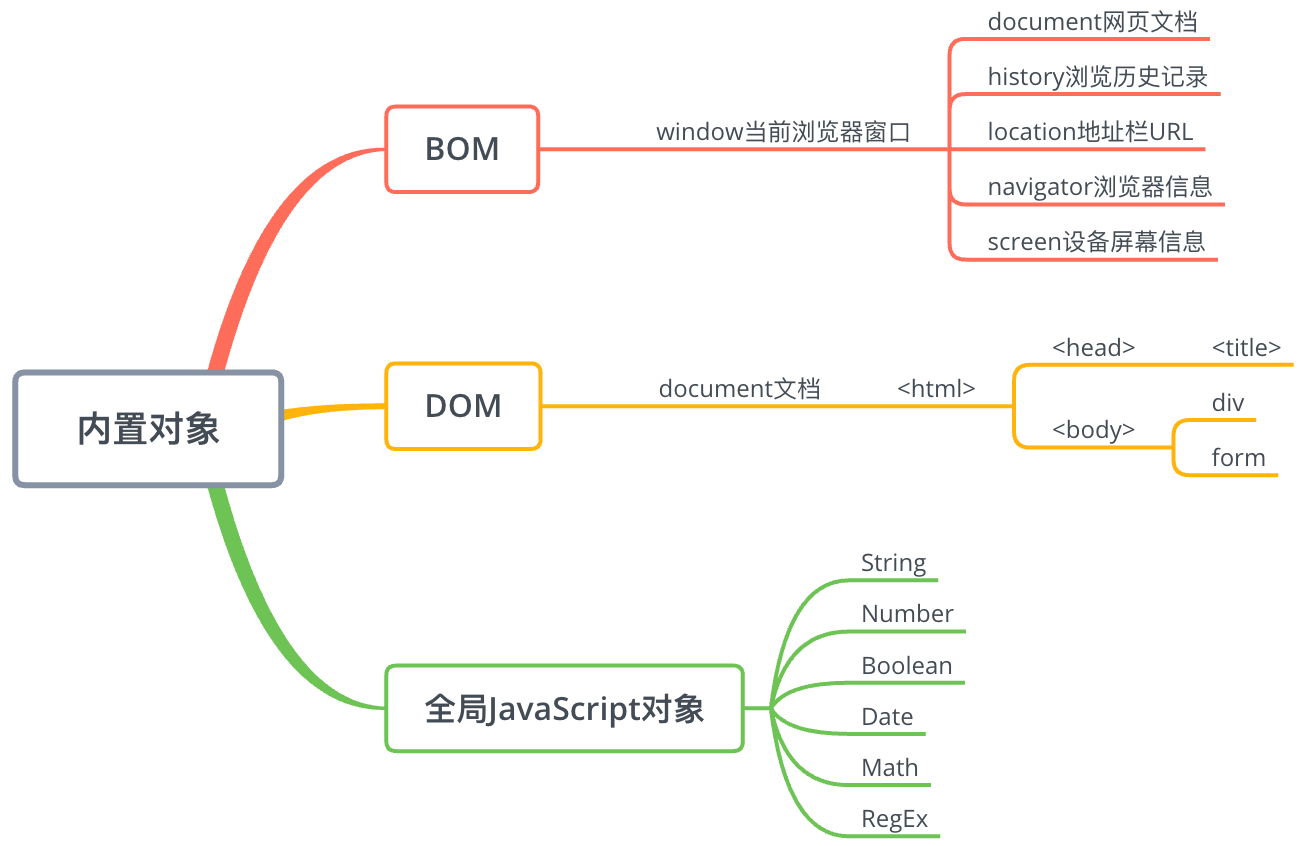 内置对象
BOM
window当前浏览器窗口
document网页文档
history浏览历史记录
location地址栏URL
navigator浏览器信息
screen设备屏幕信息
DOM
document文档
<html>
<head>
<title>
<body>
div
form
全局JavaScript对象
String
Number
Boolean
Date
Math
RegEx